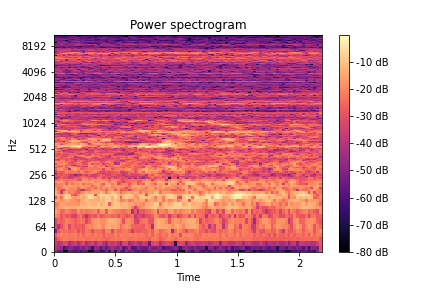 Power spectrogram
8192
4096
2048
1024
512
256
128
64
0
Hz
0 0.5 1 1.5 2
Time
-10 dB
-20 dB
-30 dB
-40 dB
-50 dB
-60 dB
-70 dB
-80 dB